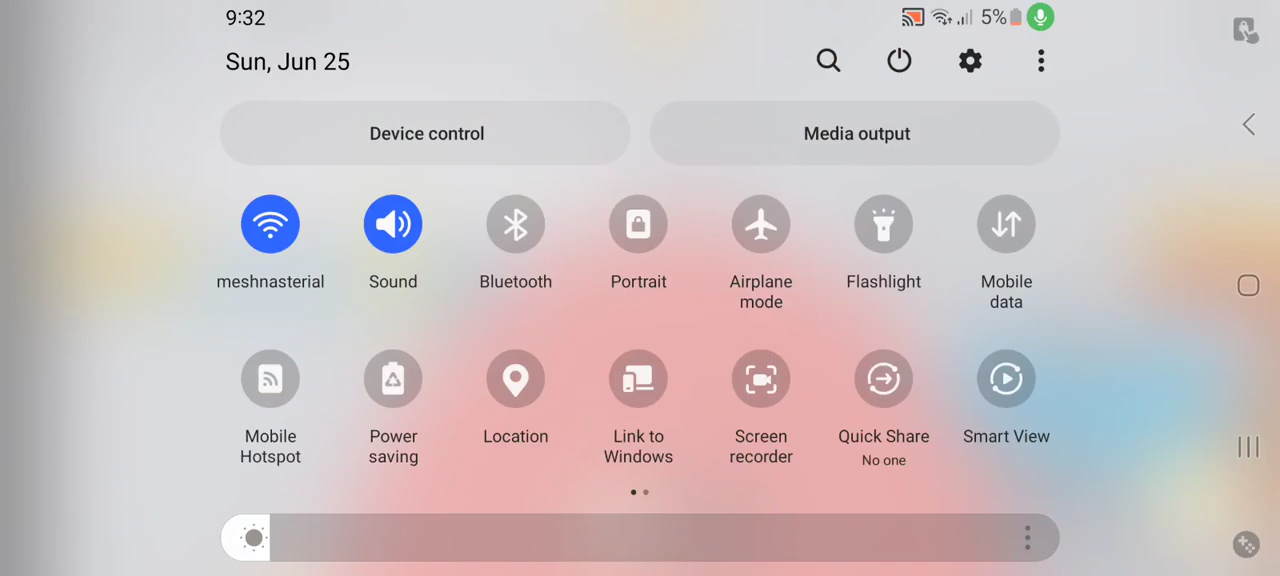 9:32
5%
Sun, Jun 25
Device control
Media output
meshnasterial
Sound
Bluetooth
Portrait
Airplane
mode
Flashlight
Mobile
data
Mobile
Hotspot
Power
saving
Location
Link to
Windows
Screen
recorder
Quick Share
No one
Smart View